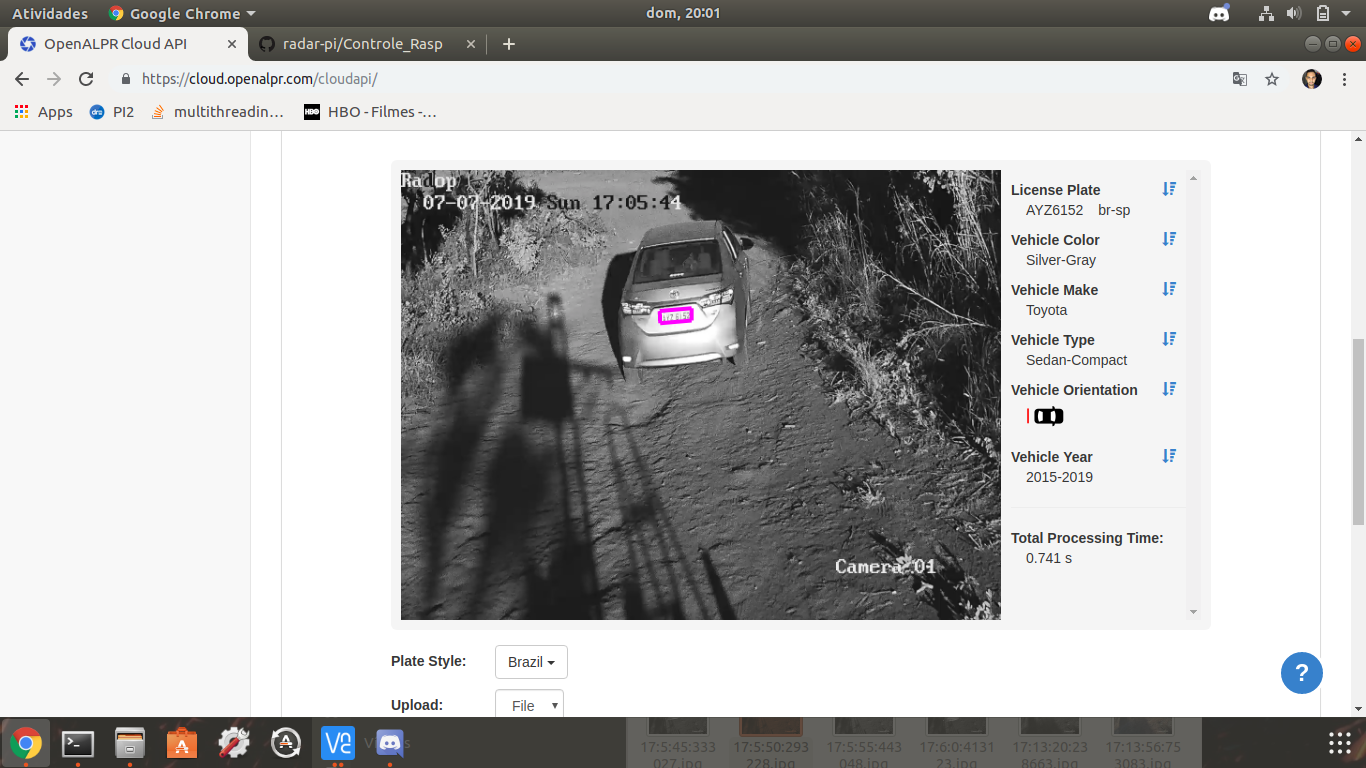 Atividades Google Chrome dom, 20:01
OpenALPR Cloud API radar-pi/Controle_Rasp
https://cloud.openalpr.com/cloudapi/
Apps PI2 multithreadin… HBO - Filmes -…
Radop
07-07-2019 Sun 17:05:44
Camera 01
License Plate
AYZ6152 br-sp
Vehicle Color
Silver-Gray
Vehicle Make
Toyota
Vehicle Type
Sedan-Compact
Vehicle Orientation
Vehicle Year
2015-2019
Total Processing Time:
0.741 s
Plate Style: Brazil
Upload: File
?
17:5:45:333 17:5:50:293 17:5:55:443 17:6:0:4131 17:13:20:23 17:13:56:75
027.jpg 228.jpg 048.jpg 23.jpg 8663.jpg 3083.jpg